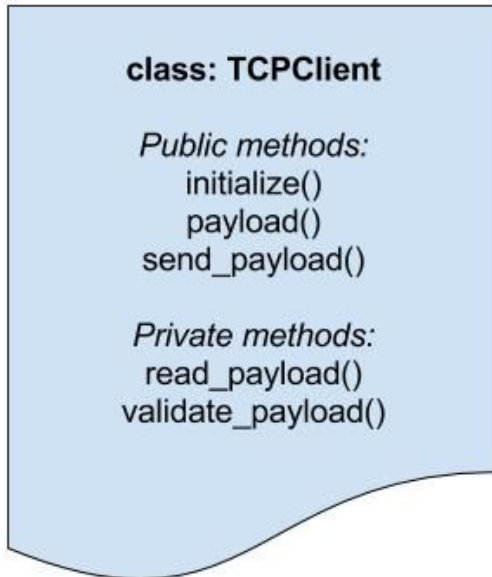 class: TCPClient
Public methods:
initialize()
payload()
send_payload()
Private methods:
read_payload()
validate_payload()